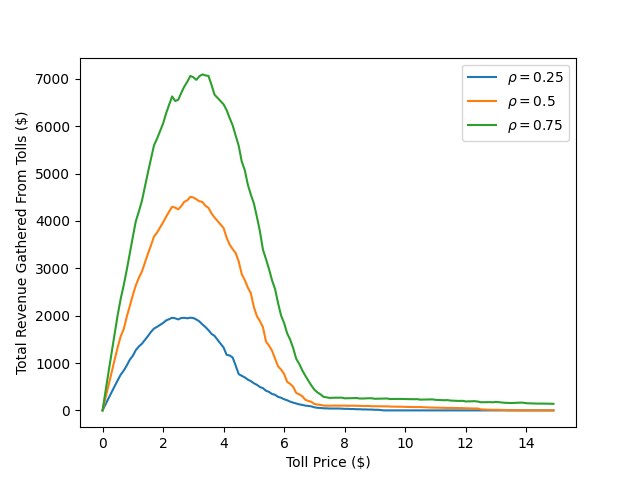 ρ = 0.25
ρ = 0.5
ρ = 0.75
Total Revenue Gathered From Tolls ($)
7000
6000
5000
4000
3000
2000
1000
0
0 2 4 6 8 10 12 14
Toll Price ($)